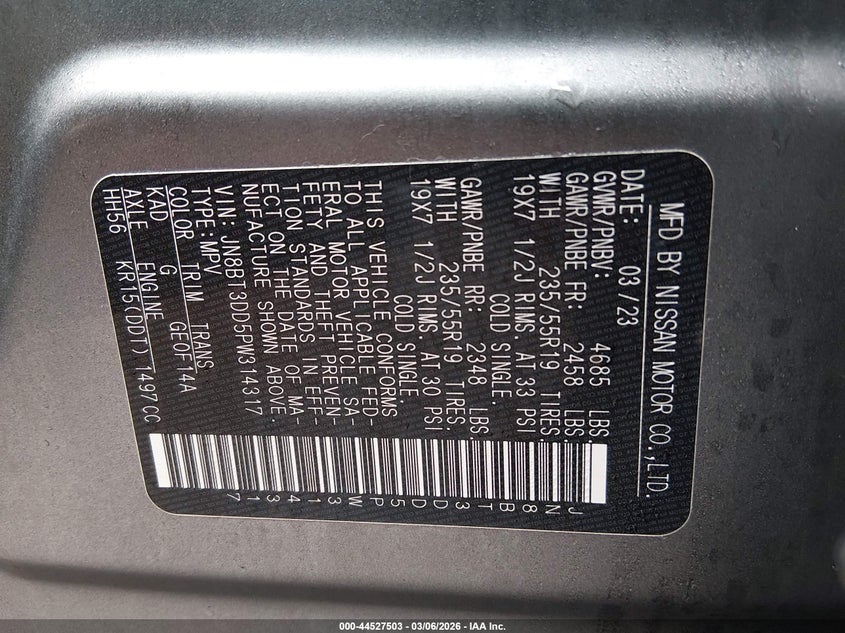 MFD BY NISSAN MOTOR CO.,LTD.
DATE: 03/23
GVWR/PNBV: 4685 LBS.
GAWR/PNBE FR: 2458 LBS.
WITH 235/55R19 TIRES,
19X7 1/2J RIMS. AT 33 PSI
COLD SINGLE.
GAWR/PNBE RR: 2348 LBS.
WITH 235/55R19 TIRES,
19X7 1/2J RIMS. AT 30 PSI
COLD SINGLE.
THIS VEHICLE CONFORMS
TO ALL APPLICABLE FED-
ERAL MOTOR VEHICLE SA-
FETY AND THEFT PREVEN-
TION STANDARDS IN EFF-
ECT ON THE DATE OF MA-
NUFACTURE SHOWN ABOVE.
VIN: JN8BT3DD5PW314317
TYPE:MPV
COLOR TRIM TRANS.
KAD G GE0F14A
AXLE ENGINE
HH56 KR15(DDT) 1497CC
JN8BT3DD5PW314317
000-44527503 - 03/06/2026 - IAA Inc.